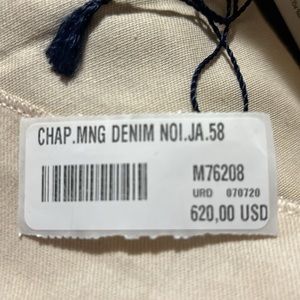 CHAP.MNG DENIM NOI.JA.58
M76208
URD 070720
620,00 USD